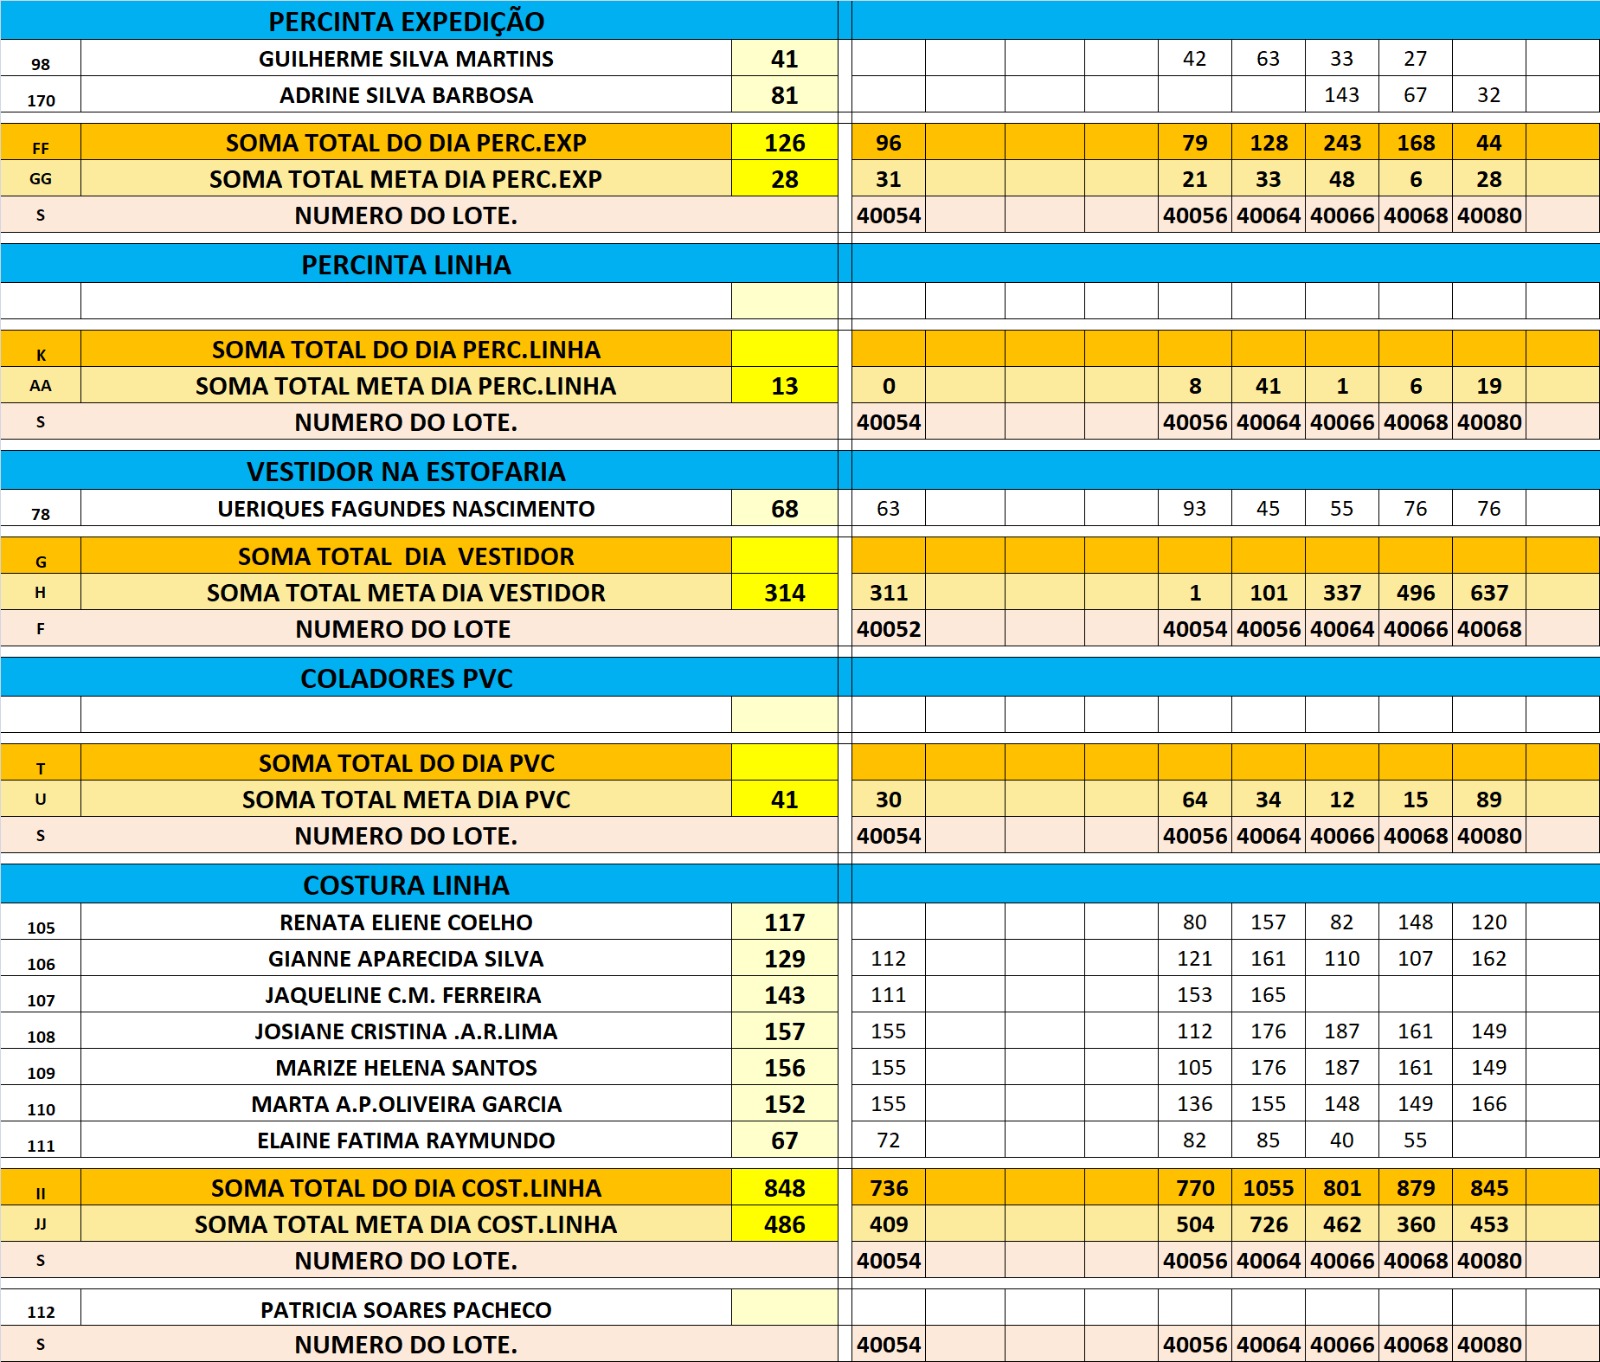 PERCINTA EXPEDIÇÃO
98 GUILHERME SILVA MARTINS 41 42 63 33 27
170 ADRINE SILVA BARBOSA 81 143 67 32
FF SOMA TOTAL DO DIA PERC.EXP 126 96 79 128 243 168 44
GG SOMA TOTAL META DIA PERC.EXP 28 31 21 33 48 6 28
S NUMERO DO LOTE. 40054 40056 40064 40066 40068 40080
PERCINTA LINHA
K SOMA TOTAL DO DIA PERC.LINHA
AA SOMA TOTAL META DIA PERC.LINHA 13 0 8 41 1 6 19
S NUMERO DO LOTE. 40054 40056 40064 40066 40068 40080
VESTIDOR NA ESTOFARIA
78 UERIQUES FAGUNDES NASCIMENTO 68 63 93 45 55 76 76
G SOMA TOTAL DIA VESTIDOR
H SOMA TOTAL META DIA VESTIDOR 314 311 1 101 337 496 637
F NUMERO DO LOTE 40052 40054 40056 40064 40066 40068
COLADORES PVC
T SOMA TOTAL DO DIA PVC
U SOMA TOTAL META DIA PVC 41 30 64 34 12 15 89
S NUMERO DO LOTE. 40054 40056 40064 40066 40068 40080
COSTURA LINHA
105 RENATA ELIENE COELHO 117 80 157 82 148 120
106 GIANNE APARECIDA SILVA 129 112 121 161 110 107 162
107 JAQUELINE C.M. FERREIRA 143 111 153 165
108 JOSIANE CRISTINA .A.R.LIMA 157 155 112 176 187 161 149
109 MARIZE HELENA SANTOS 156 155 105 176 187 161 149
110 MARTA A.P.OLIVEIRA GARCIA 152 155 136 155 148 149 166
111 ELAINE FATIMA RAYMUNDO 67 72 82 85 40 55
II SOMA TOTAL DO DIA COST.LINHA 848 736 770 1055 801 879 845
JJ SOMA TOTAL META DIA COST.LINHA 486 409 504 726 462 360 453
S NUMERO DO LOTE. 40054 40056 40064 40066 40068 40080
112 PATRICIA SOARES PACHECO
S NUMERO DO LOTE. 40054 40056 40064 40066 40068 40080